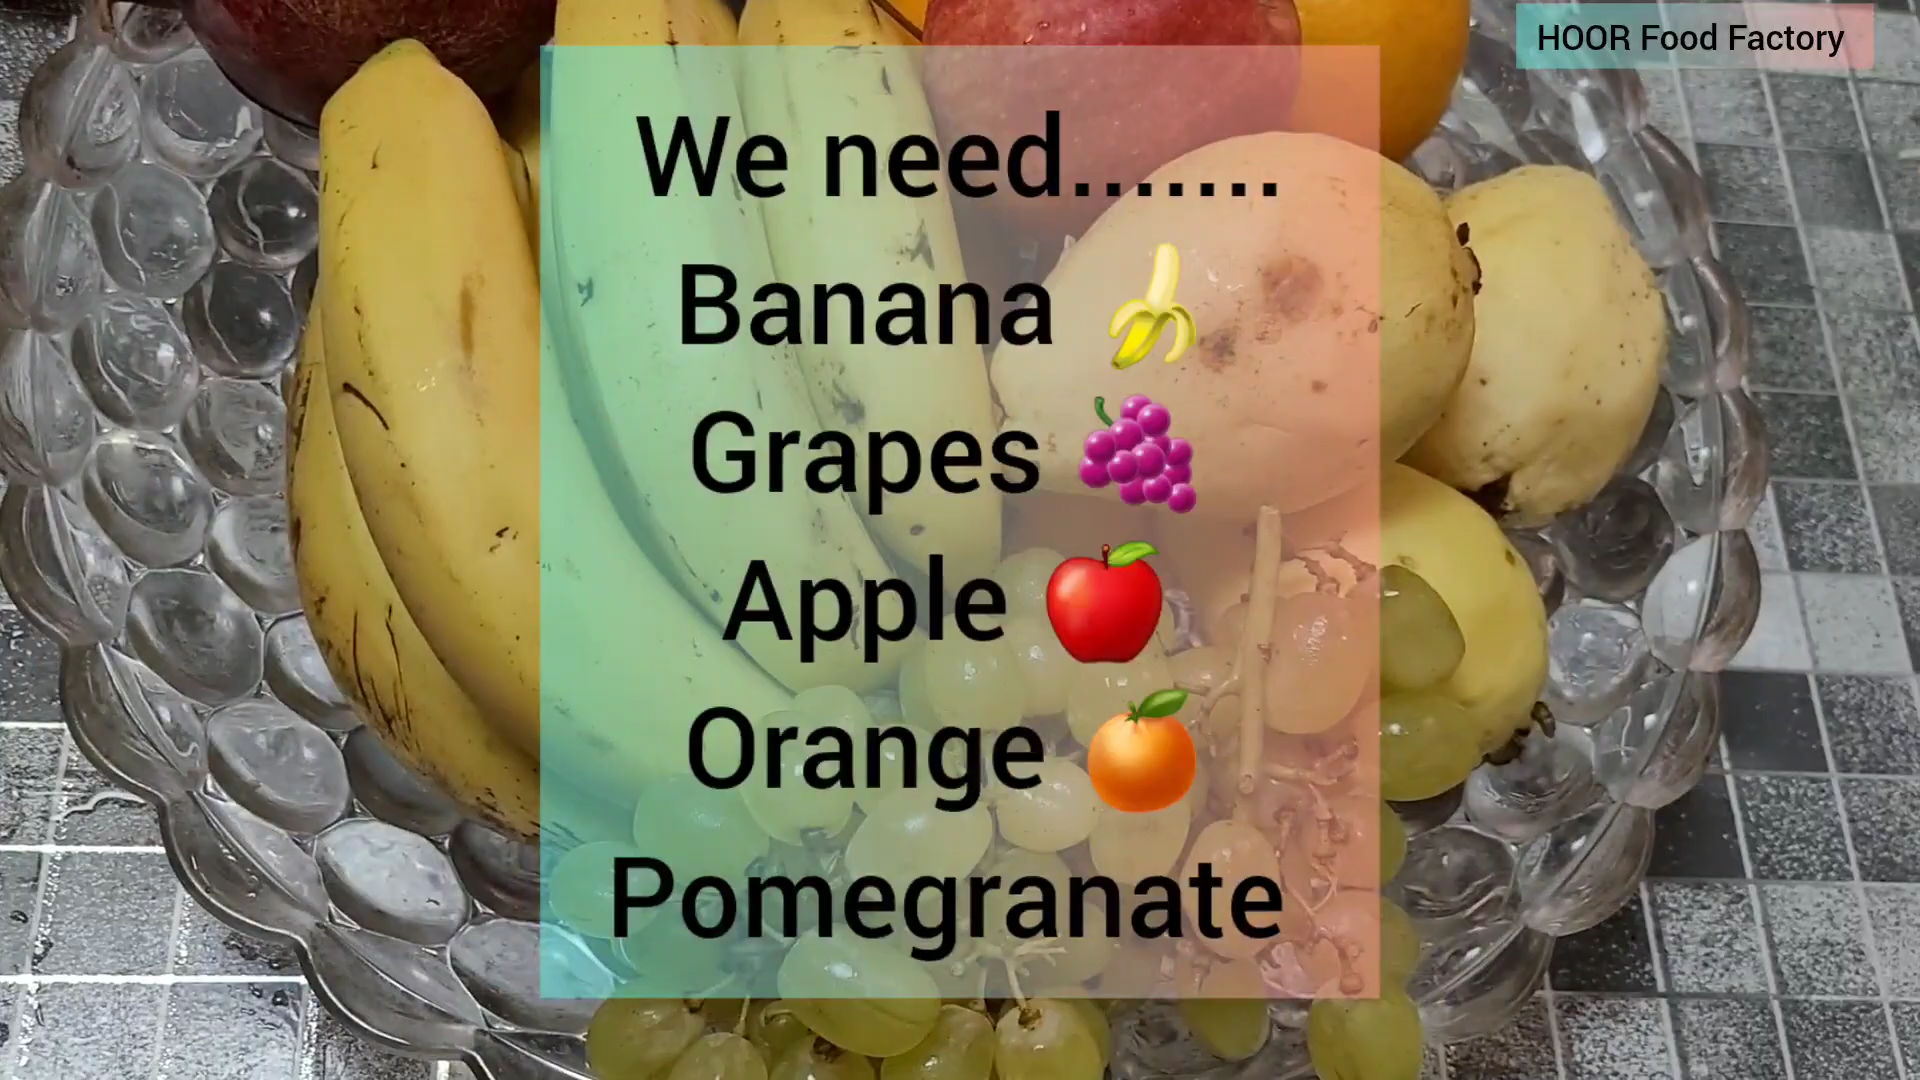 HOOR Food Factory
We need.......
Banana 🍌
Grapes 🍇
Apple 🍎
Orange 🍊
Pomegranate